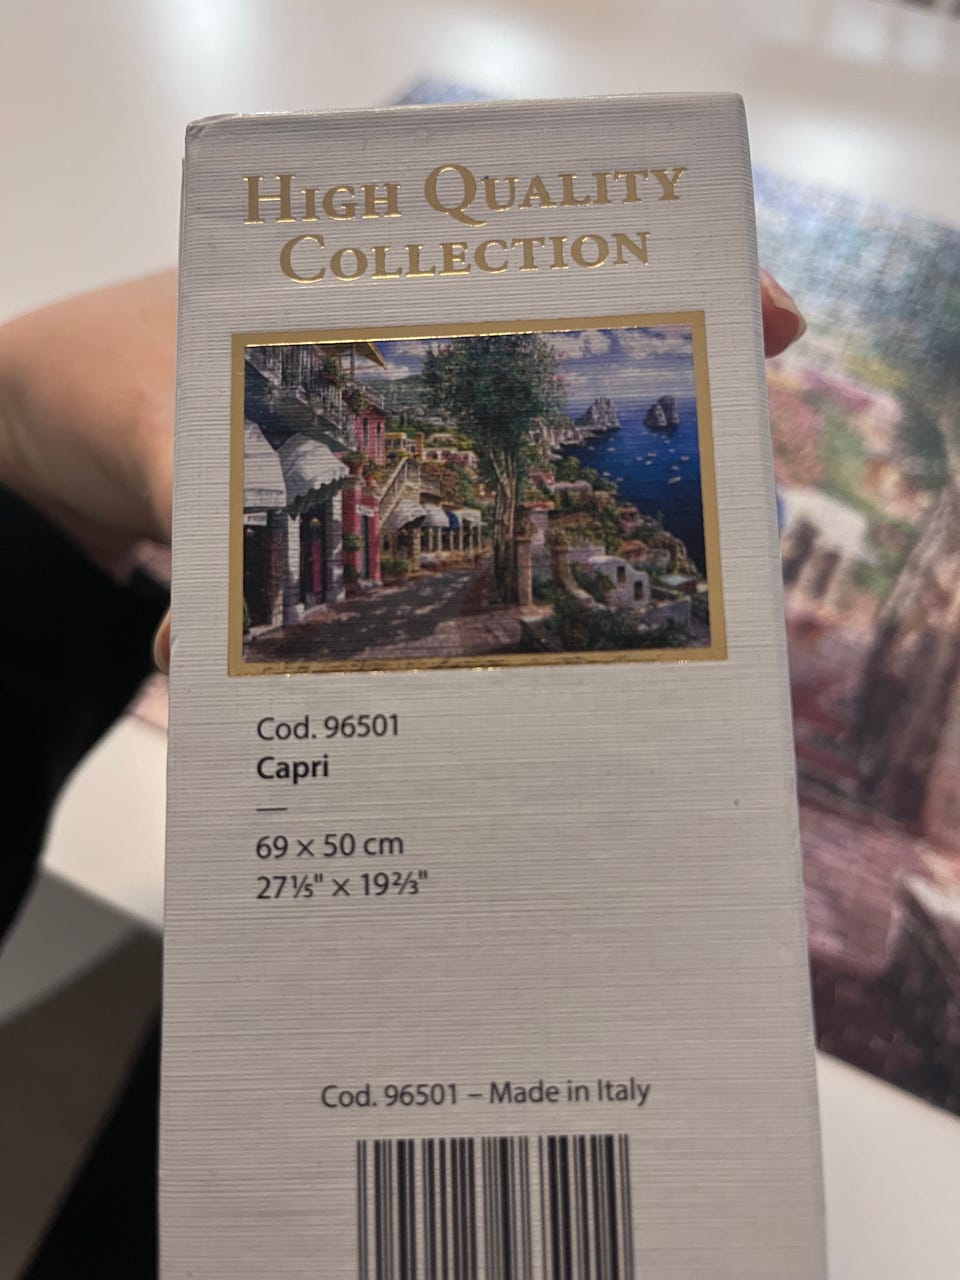 HIGH QUALITY
COLLECTION
Cod. 96501
Capri
69 × 50 cm
27⅕" × 19⅔"
Cod. 96501 – Made in Italy